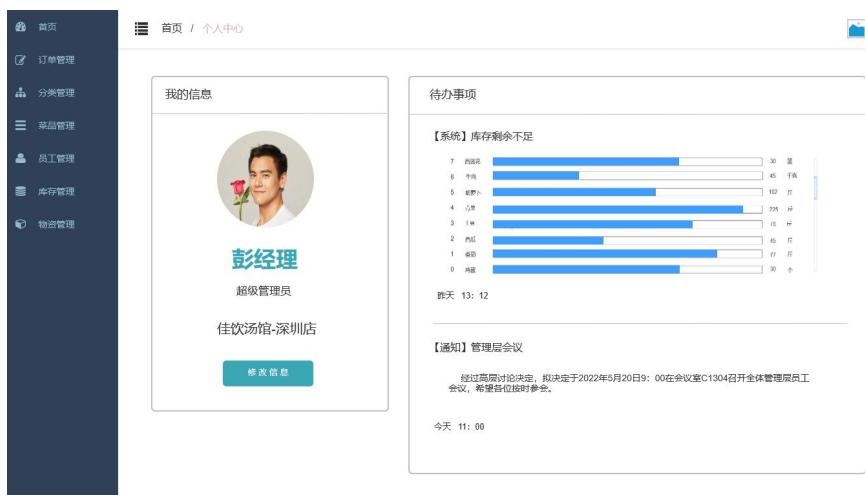 首页
订单管理
分类管理
菜品管理
员工管理
库存管理
物资管理
首页 / 个人中心
我的信息
彭经理
超级管理员
佳饮汤馆-深圳店
修改信息
待办事项
【系统】库存剩余不足
7 西蓝花 30
6 牛肉 45 千克
5 胡萝卜 102 斤
4 225 斤
3 78 斤
2 西瓜 45 斤
1 77 斤
0 鸡蛋 30 个
昨天 13: 12
【通知】管理层会议
经过高层讨论决定，拟决定于2022年5月20日9：00在会议室C1304召开全体管理层员工
会议，希望各位按时参会。
今天 11: 00